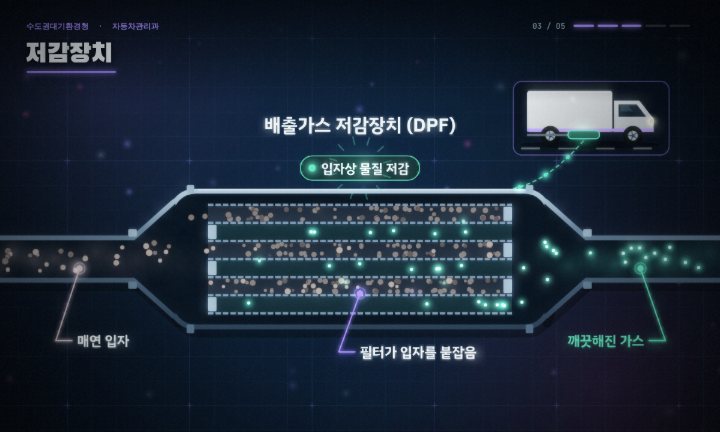 수도권대기환경청 · 자동차관리과
03 / 05
저감장치
배출가스 저감장치 (DPF)
입자상 물질 저감
매연 입자
필터가 입자를 붙잡음
깨끗해진 가스